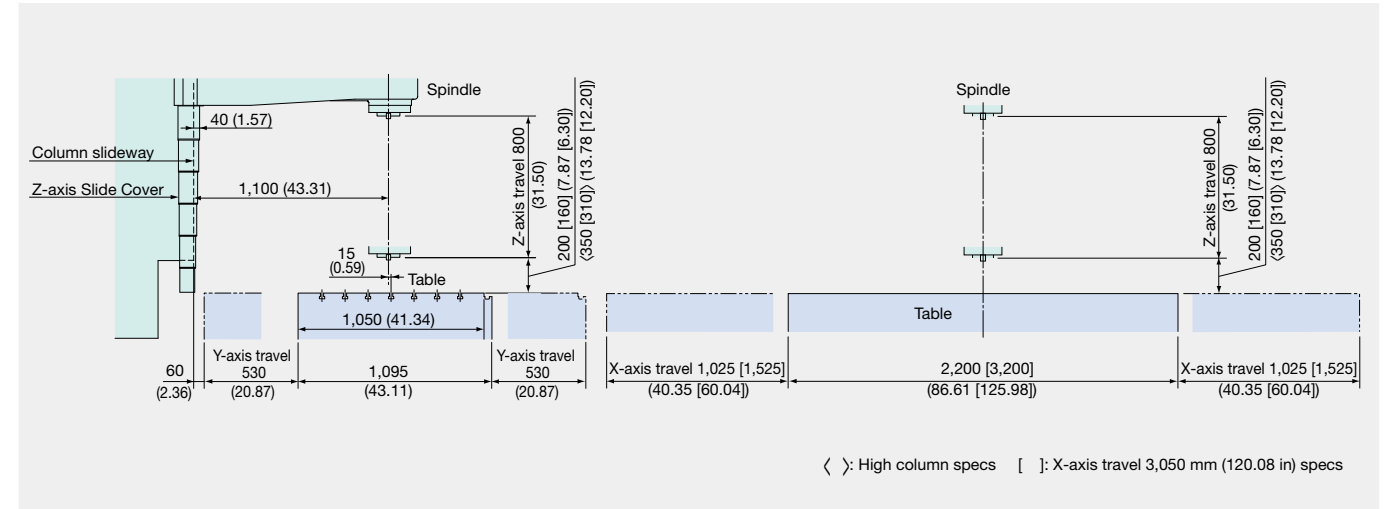 Spindle
40 (1.57)
Column slideway
Z-axis Slide Cover
1,100 (43.31)
Z-axis travel 800
(31.50)
200 [160] (7.87 [6.30])
〈350 [310]〉 (13.78 [12.20])
15
(0.59)
Table
1,050 (41.34)
60
(2.36)
Y-axis travel
530
(20.87)
1,095
(43.11)
Y-axis travel
530
(20.87)
Spindle
Z-axis travel 800
(31.50)
200 [160] (7.87 [6.30])
〈350 [310]〉 (13.78 [12.20])
Table
X-axis travel 1,025 [1,525]
(40.35 [60.04])
2,200 [3,200]
(86.61 [125.98])
X-axis travel 1,025 [1,525]
(40.35 [60.04])
〈 〉: High column specs [ ]: X-axis travel 3,050 mm (120.08 in) specs